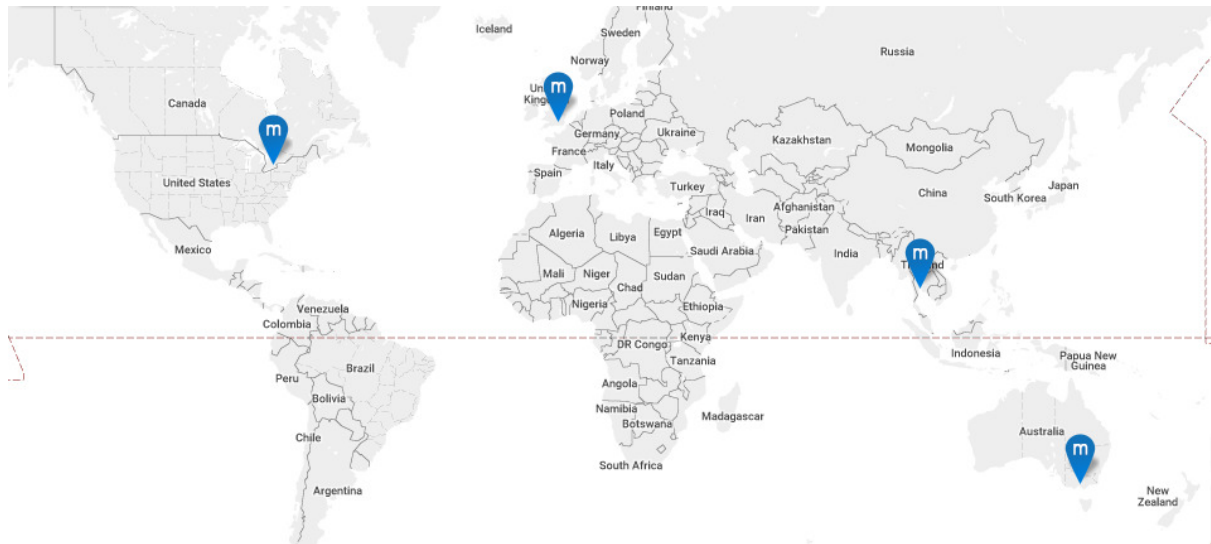 Finland
Iceland
Sweden
Russia
Norway
m
Canada
Poland
m
Germany
Ukraine
Kazakhstan
Mongolia
France
Italy
Spain
United States
Turkey
China
Japan
South Korea
Afghanistan
Iraq
Iran
Pakistan
Mexico
Algeria
Libya
Egypt
Saudi Arabia
India
m
Mali
Niger
Sudan
Chad
Venezuela
Nigeria
Ethiopia
Colombia
Kenya
DR Congo
Indonesia
Papua New
Guinea
Tanzania
Peru
Brazil
Angola
Bolivia
Namibia
Madagascar
Botswana
Chile
Australia
m
South Africa
Argentina
New
Zealand